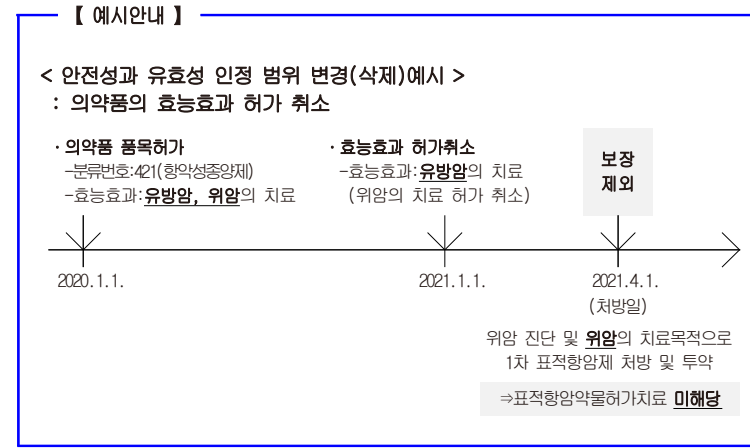 【 예시안내 】
< 안전성과 유효성 인정 범위 변경(삭제)예시 >
: 의약품의 효능효과 허가 취소
· 의약품 품목허가
-분류번호:421(항악성종양제)
-효능효과:유방암, 위암의 치료
· 효능효과 허가취소
-효능효과:유방암의 치료
(위암의 치료 허가 취소)
보장
제외
2020.1.1.
2021.1.1.
2021.4.1.
(처방일)
위암 진단 및 위암의 치료목적으로
1차 표적항암제 처방 및 투약
⇒표적항암약물허가치료 미해당